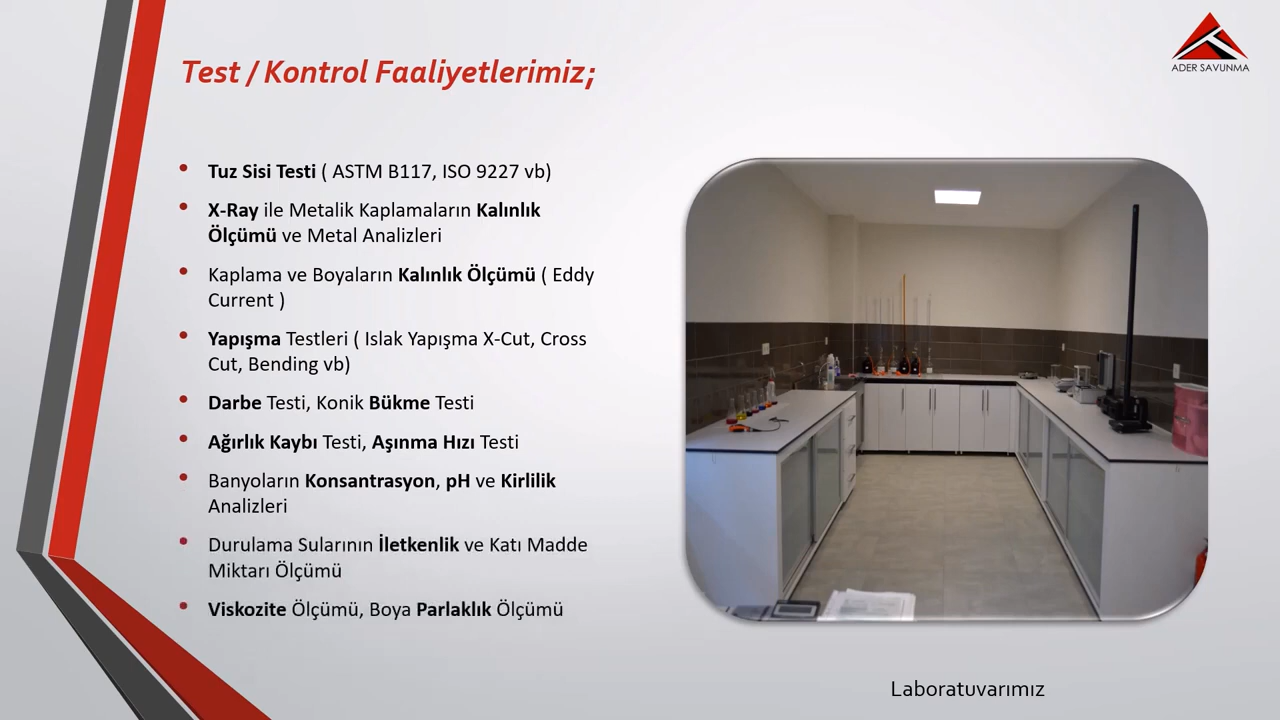 Test / Kontrol Faaliyetlerimiz;
ADER SAVUNMA
• Tuz Sisi Testi ( ASTM B117, ISO 9227 vb)
• X-Ray ile Metalik Kaplamaların Kalınlık
Ölçümü ve Metal Analizleri
• Kaplama ve Boyaların Kalınlık Ölçümü ( Eddy
Current )
• Yapışma Testleri ( Islak Yapışma X-Cut, Cross
Cut, Bending vb)
• Darbe Testi, Konik Bükme Testi
• Ağırlık Kaybı Testi, Aşınma Hızı Testi
• Banyoların Konsantrasyon, pH ve Kirlilik
Analizleri
• Durulama Sularının İletkenlik ve Katı Madde
Miktarı Ölçümü
• Viskozite Ölçümü, Boya Parlaklık Ölçümü
Laboratuvarımız